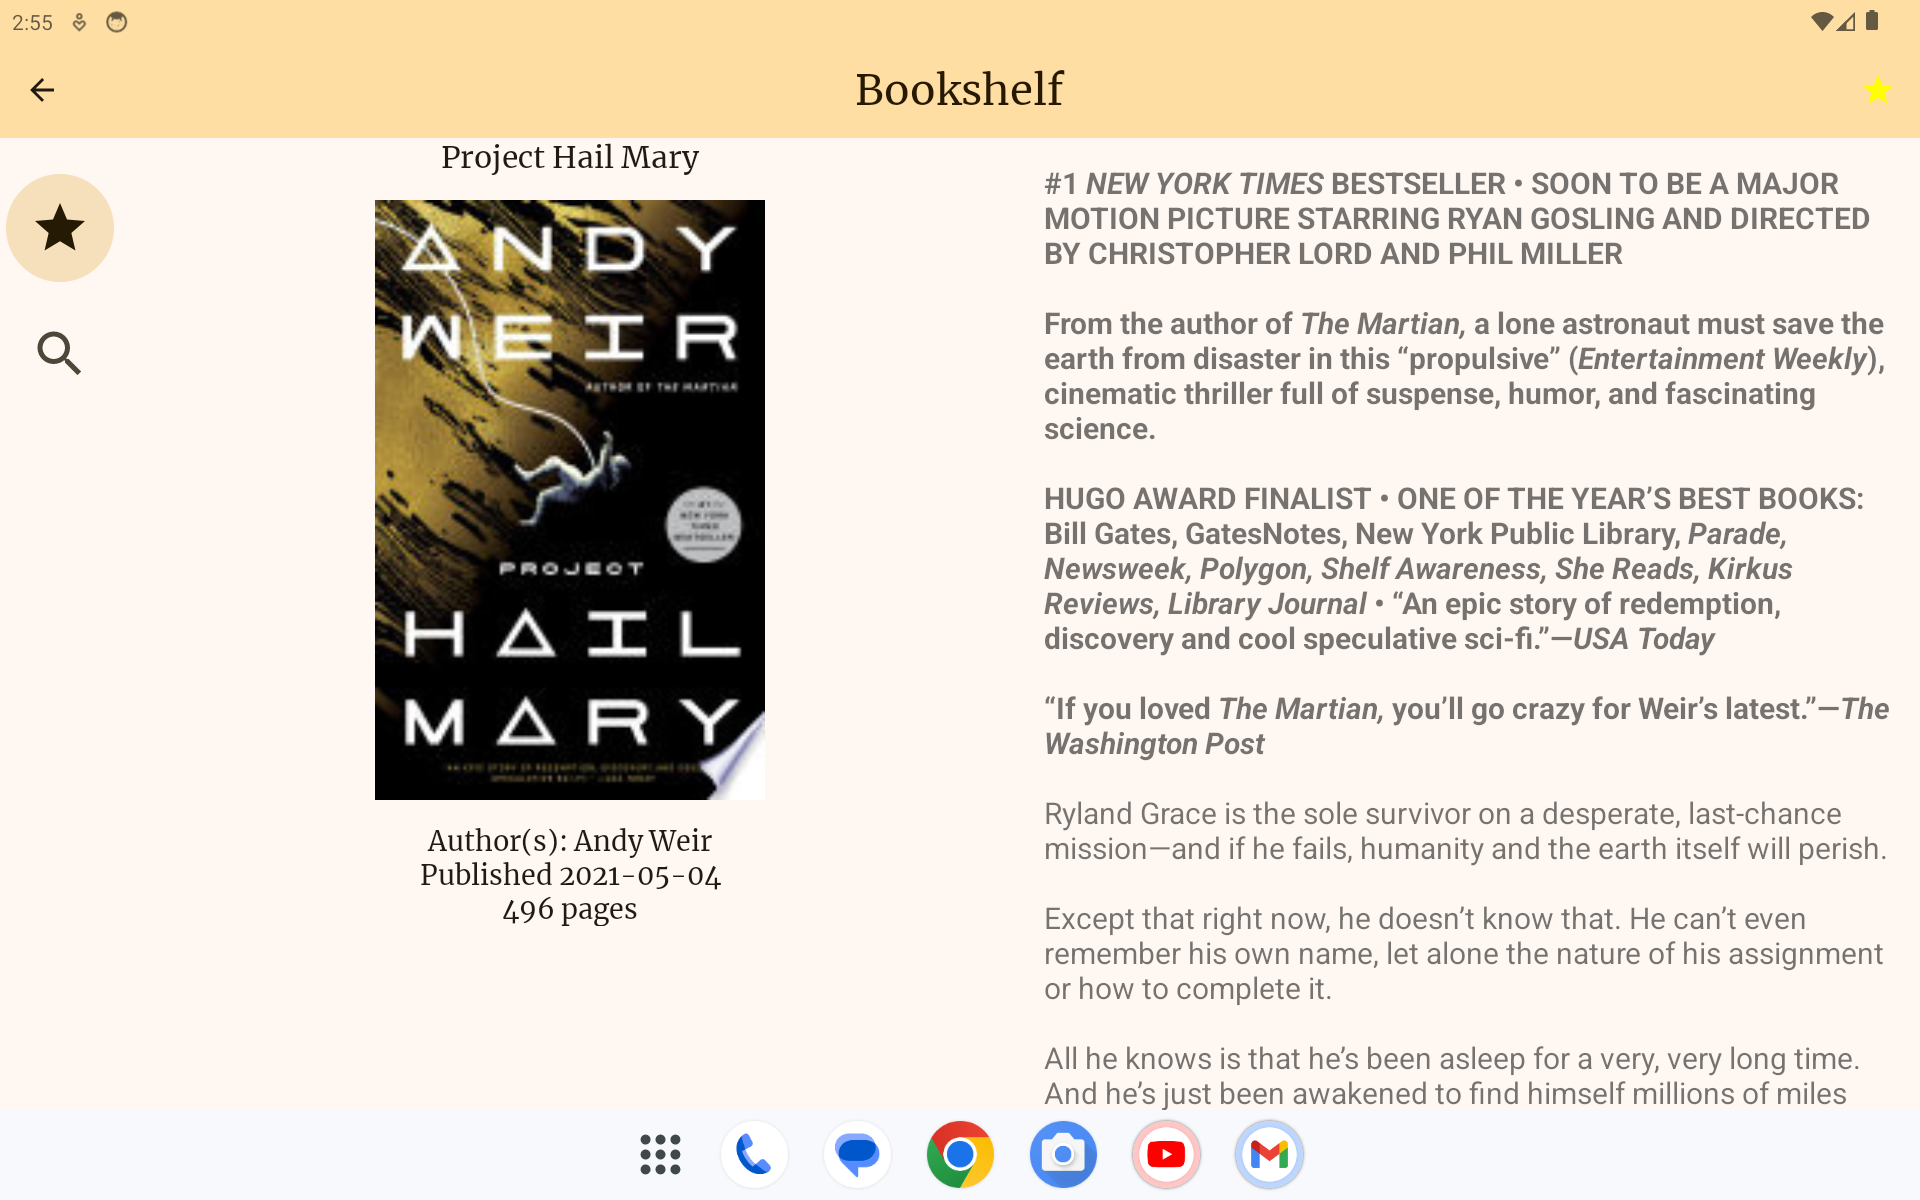 2:55
Bookshelf
Project Hail Mary
ANDY
WEIR
AUTHOR OF THE MARTIAN
PROJECT
HAIL
MARY
Author(s): Andy Weir
Published 2021-05-04
496 pages
#1 NEW YORK TIMES BESTSELLER • SOON TO BE A MAJOR
MOTION PICTURE STARRING RYAN GOSLING AND DIRECTED
BY CHRISTOPHER LORD AND PHIL MILLER
From the author of The Martian, a lone astronaut must save the
earth from disaster in this “propulsive” (Entertainment Weekly),
cinematic thriller full of suspense, humor, and fascinating
science.
HUGO AWARD FINALIST • ONE OF THE YEAR’S BEST BOOKS:
Bill Gates, GatesNotes, New York Public Library, Parade,
Newsweek, Polygon, Shelf Awareness, She Reads, Kirkus
Reviews, Library Journal • “An epic story of redemption,
discovery and cool speculative sci-fi.”—USA Today
“If you loved The Martian, you’ll go crazy for Weir’s latest.”—The
Washington Post
Ryland Grace is the sole survivor on a desperate, last-chance
mission—and if he fails, humanity and the earth itself will perish.
Except that right now, he doesn’t know that. He can’t even
remember his own name, let alone the nature of his assignment
or how to complete it.
All he knows is that he’s been asleep for a very, very long time.
And he’s just been awakened to find himself millions of miles